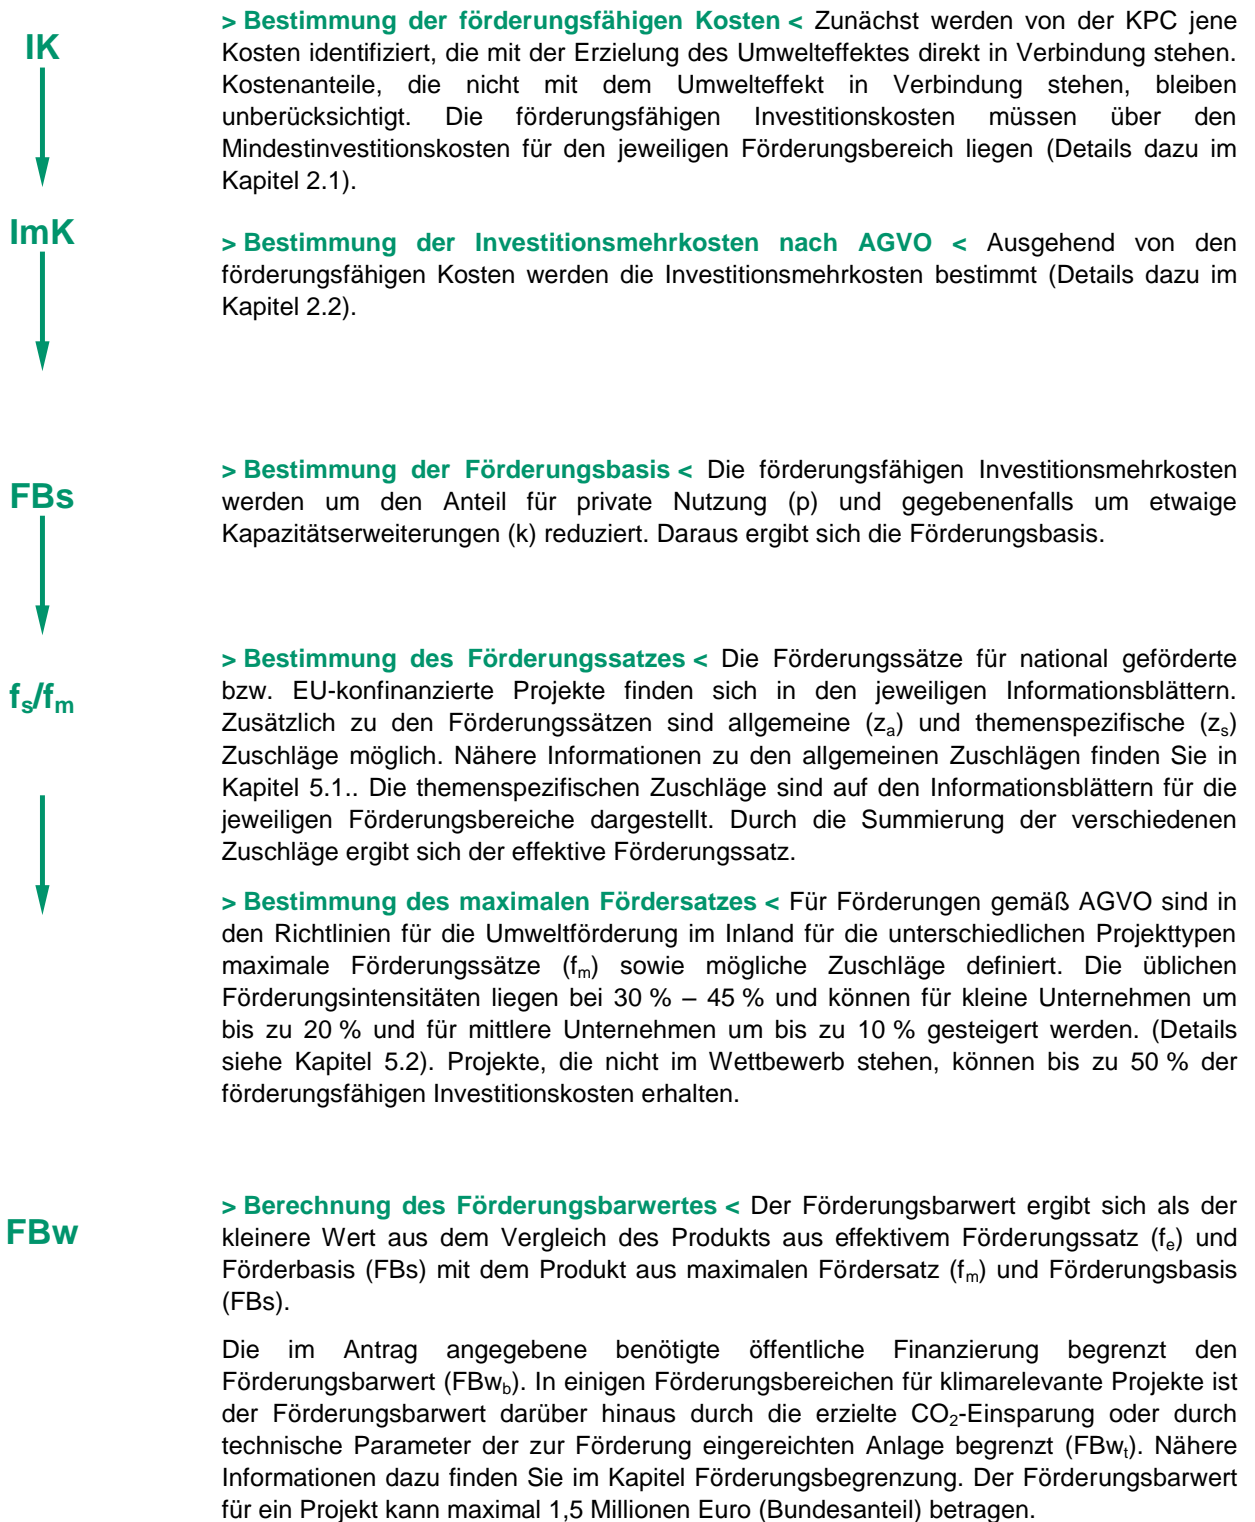 IK
> Bestimmung der förderungsfähigen Kosten < Zunächst werden von der KPC jene
Kosten identifiziert, die mit der Erzielung des Umwelteffektes direkt in Verbindung stehen.
Kostenanteile, die nicht mit dem Umwelteffekt in Verbindung stehen, bleiben
unberücksichtigt. Die förderungsfähigen Investitionskosten müssen über den
Mindestinvestitionskosten für den jeweiligen Förderungsbereich liegen (Details dazu im
Kapitel 2.1).
ImK
> Bestimmung der Investitionsmehrkosten nach AGVO < Ausgehend von den
förderungsfähigen Kosten werden die Investitionsmehrkosten bestimmt (Details dazu im
Kapitel 2.2).
FBs
> Bestimmung der Förderungsbasis < Die förderungsfähigen Investitionsmehrkosten
werden um den Anteil für private Nutzung (p) und gegebenenfalls um etwaige
Kapazitätserweiterungen (k) reduziert. Daraus ergibt sich die Förderungsbasis.
fs/fm
> Bestimmung des Förderungssatzes < Die Förderungssätze für national geförderte
bzw. EU-konfinanzierte Projekte finden sich in den jeweiligen Informationsblättern.
Zusätzlich zu den Förderungssätzen sind allgemeine (za) und themenspezifische (zs)
Zuschläge möglich. Nähere Informationen zu den allgemeinen Zuschlägen finden Sie in
Kapitel 5.1.. Die themenspezifischen Zuschläge sind auf den Informationsblättern für die
jeweiligen Förderungsbereiche dargestellt. Durch die Summierung der verschiedenen
Zuschläge ergibt sich der effektive Förderungssatz.
> Bestimmung des maximalen Fördersatzes < Für Förderungen gemäß AGVO sind in
den Richtlinien für die Umweltförderung im Inland für die unterschiedlichen Projekttypen
maximale Förderungssätze (fm) sowie mögliche Zuschläge definiert. Die üblichen
Förderungsintensitäten liegen bei 30 % – 45 % und können für kleine Unternehmen um
bis zu 20 % und für mittlere Unternehmen um bis zu 10 % gesteigert werden. (Details
siehe Kapitel 5.2). Projekte, die nicht im Wettbewerb stehen, können bis zu 50 % der
förderungsfähigen Investitionskosten erhalten.
FBw
> Berechnung des Förderungsbarwertes < Der Förderungsbarwert ergibt sich als der
kleinere Wert aus dem Vergleich des Produkts aus effektivem Förderungssatz (fe) und
Förderbasis (FBs) mit dem Produkt aus maximalen Fördersatz (fm) und Förderungsbasis
(FBs).
Die im Antrag angegebene benötigte öffentliche Finanzierung begrenzt den
Förderungsbarwert (FBwb). In einigen Förderungsbereichen für klimarelevante Projekte ist
der Förderungsbarwert darüber hinaus durch die erzielte CO2-Einsparung oder durch
technische Parameter der zur Förderung eingereichten Anlage begrenzt (FBwt). Nähere
Informationen dazu finden Sie im Kapitel Förderungsbegrenzung. Der Förderungsbarwert
für ein Projekt kann maximal 1,5 Millionen Euro (Bundesanteil) betragen.